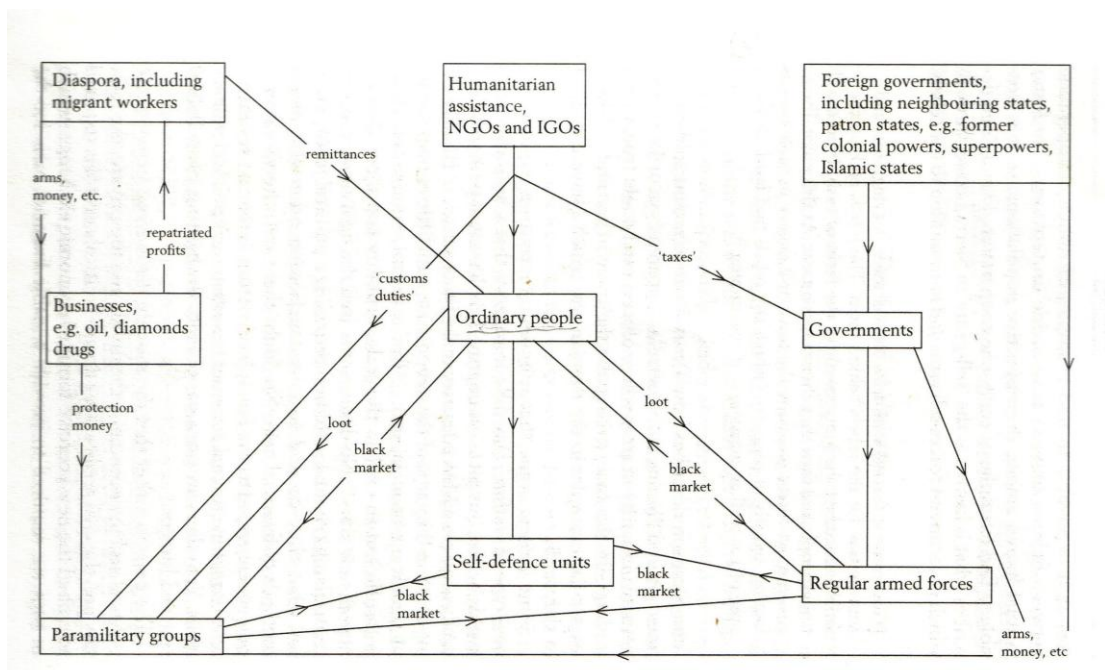 Diaspora, including
migrant workers
Humanitarian
assistance,
NGOs and IGOs
Foreign governments,
including neighbouring states,
patron states, e.g. former
colonial powers, superpowers,
Islamic states
remittances
arms,
money, etc.
repatriated
profits
'customs
duties'
'taxes'
Businesses,
e.g. oil, diamonds
drugs
Ordinary people
Governments
protection
money
loot
black
market
loot
black
market
Self-defence units
Regular armed forces
black
market
black
market
Paramilitary groups
arms,
money, etc